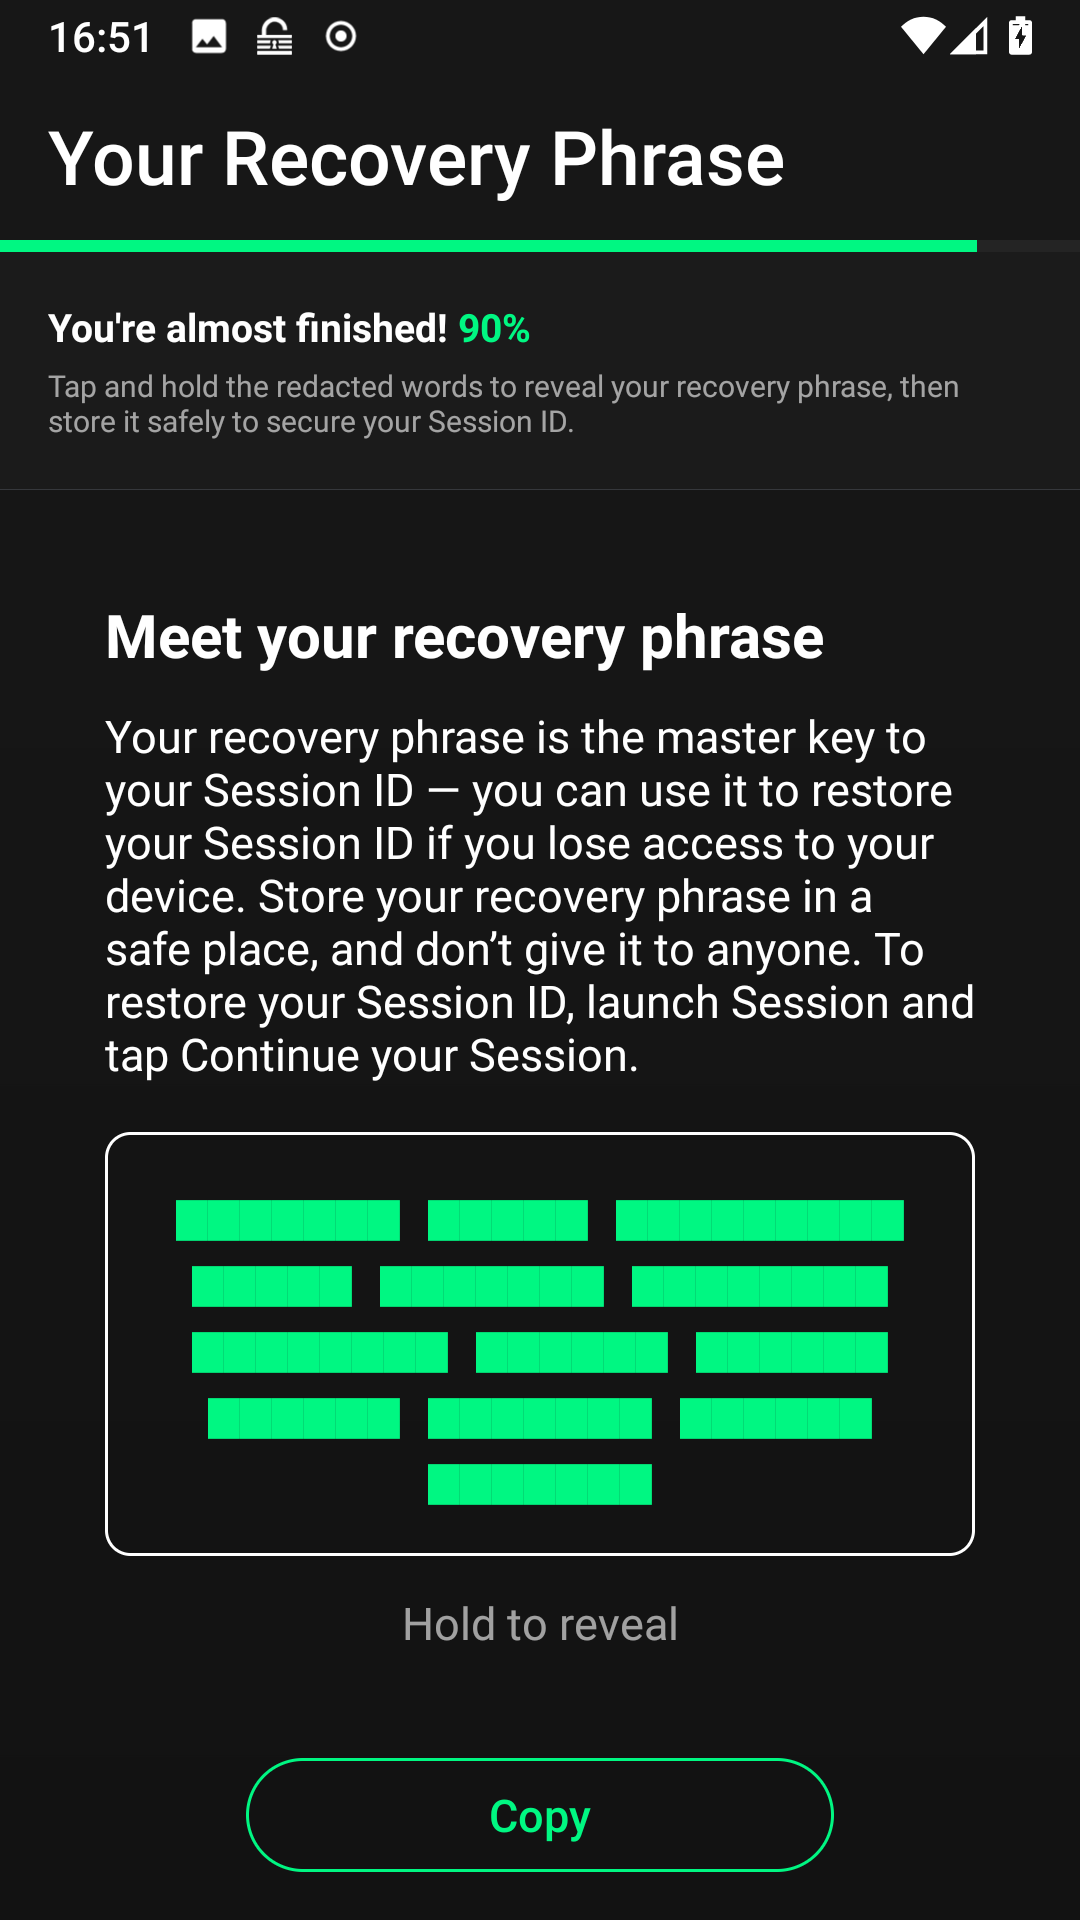 16:51
Your Recovery Phrase
You're almost finished! 90%
Tap and hold the redacted words to reveal your recovery phrase, then
store it safely to secure your Session ID.
Meet your recovery phrase
Your recovery phrase is the master key to
your Session ID — you can use it to restore
your Session ID if you lose access to your
device. Store your recovery phrase in a
safe place, and don’t give it to anyone. To
restore your Session ID, launch Session and
tap Continue your Session.
Hold to reveal
Copy